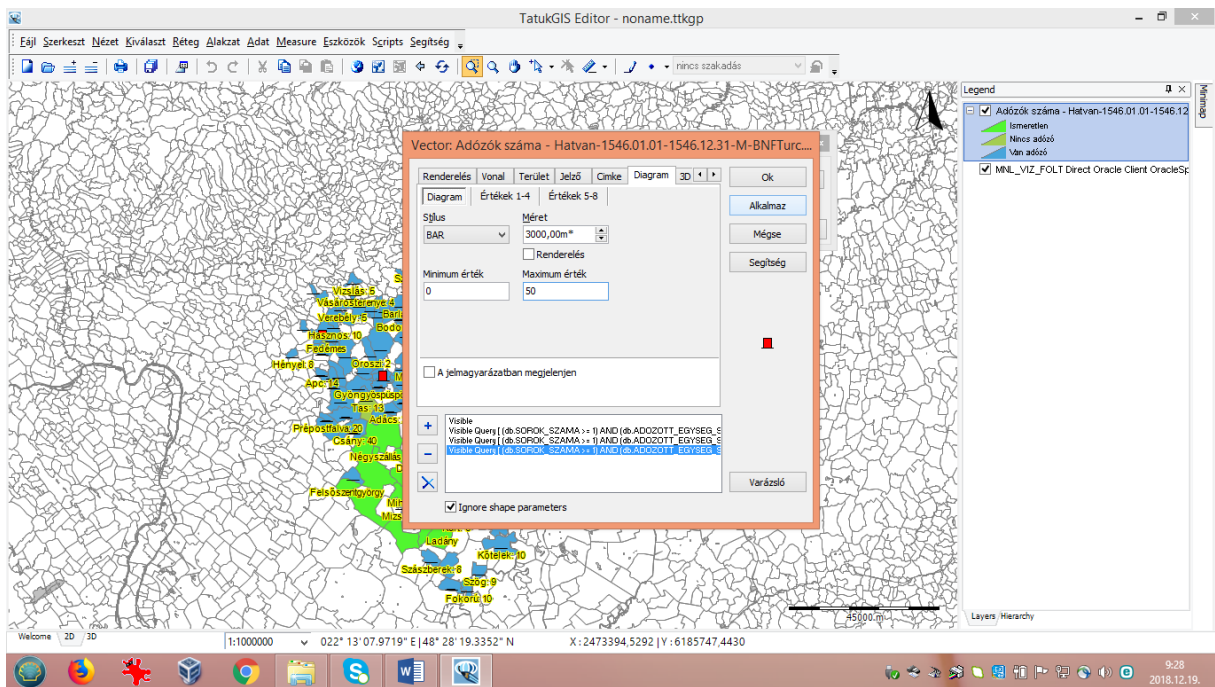 TatukGIS Editor - noname.ttkgp
Fájl Szerkeszt Nézet Kiválaszt Réteg Alakzat Adat Measure Eszközök Scripts Segítség
nincs szakadás
Legend
Minimap
Adózók száma - Hatvan-1546.01.01-1546.12
Ismeretlen
Nincs adózó
Van adózó
MNL_VIZ_FOLT Direct Oracle Client OracleSp
Vector: Adózók száma - Hatvan-1546.01.01-1546.12.31-M-BNFTurc....
Renderelés Vonal Terület Jelző Cimke Diagram 3D
Diagram Értékek 1-4 Értékek 5-8
Stílus Méret
BAR 3000,00m*
Renderelés
Minimum érték Maximum érték
0 50
A jelmagyarázatban megjelenjen
Visible
Visible Query [ (db.SOROK_SZAMA >= 1) AND (db.ADOZOTT_EGYSEG_S
Visible Query [ (db.SOROK_SZAMA >= 1) AND (db.ADOZOTT_EGYSEG_S
Visible Query [ (db.SOROK_SZAMA >= 1) AND (db.ADOZOTT_EGYSEG_S
Ignore shape parameters
Ok
Alkalmaz
Mégse
Segítség
Varázsló
Vizslás: 5
Vásárosterenye: 4
Verebély: 5
Hasznos: 10
Fedémes
Hényel: 8
Oroszi: 2
Apc: 14
Gyöngyöspüspö
Tas: 13
Adács:
Prépostfalva: 20
Csány: 40
Négyszállás
Felsőszentgyörgy
Ladány
Kötelek: 10
Szászberek: 8
Szög: 9
Fokorú: 10
45000.m
Layers Hierarchy
Welcome 2D 3D
1:1000000 022° 13' 07.9719" E | 48° 28' 19.3352" N X : 2473394,5292 | Y : 6185747,4430
9:28
2018.12.19.